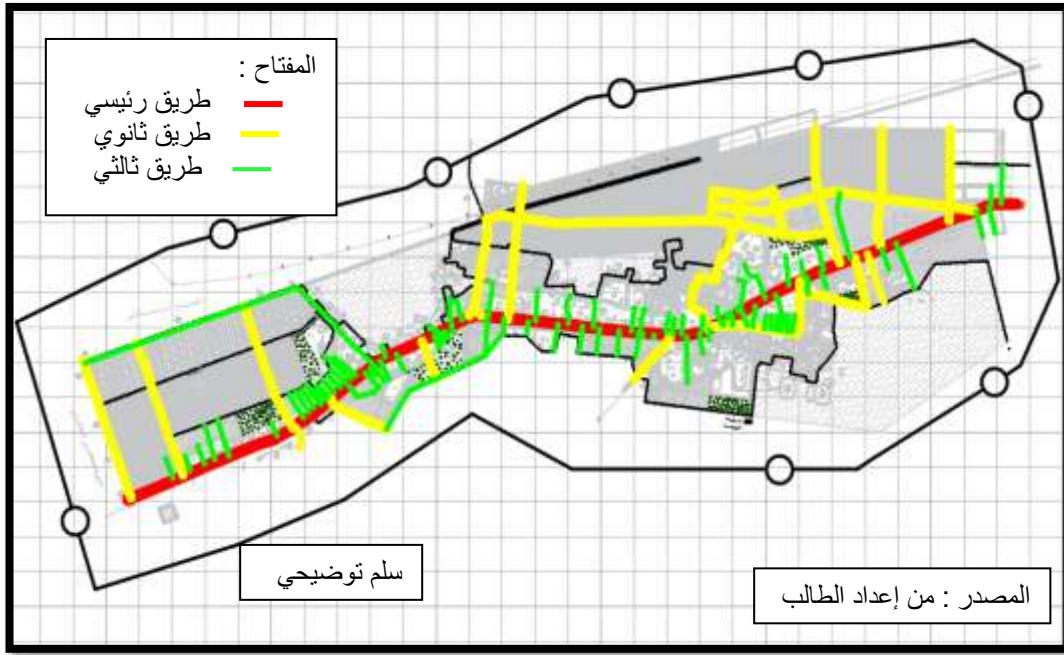 المفتاح :
طريق رئيسي
طريق ثانوي
طريق ثالثي
سلم توضيحي
المصدر : من إعداد الطالب